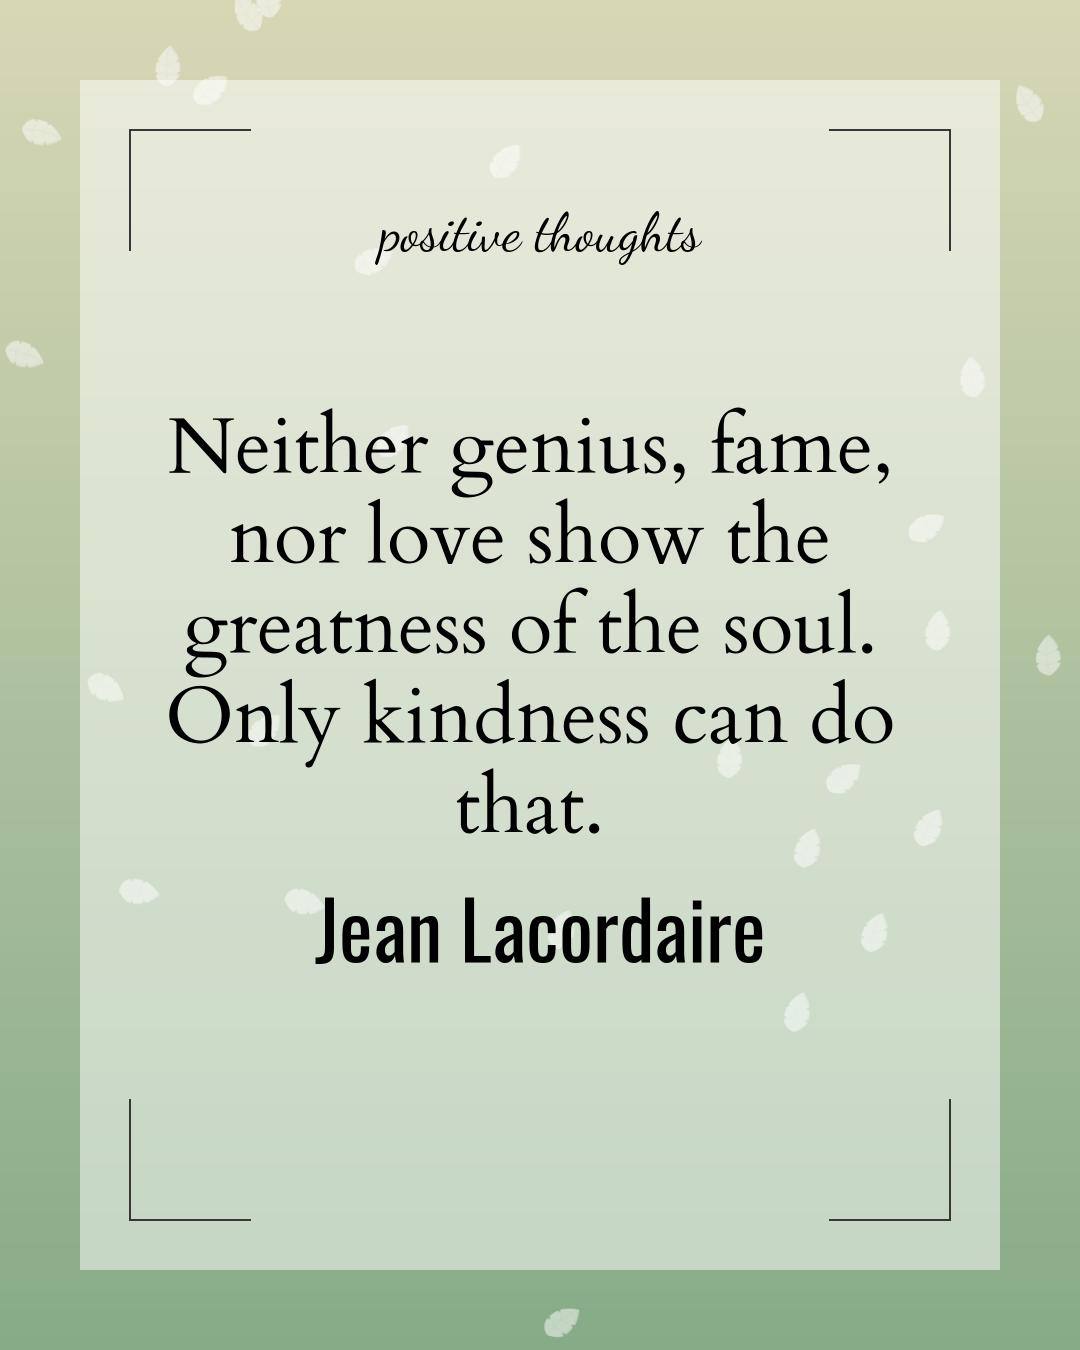 positive thoughts
Neither genius, fame,
nor love show the
greatness of the soul.
Only kindness can do
that.
Jean Lacordaire